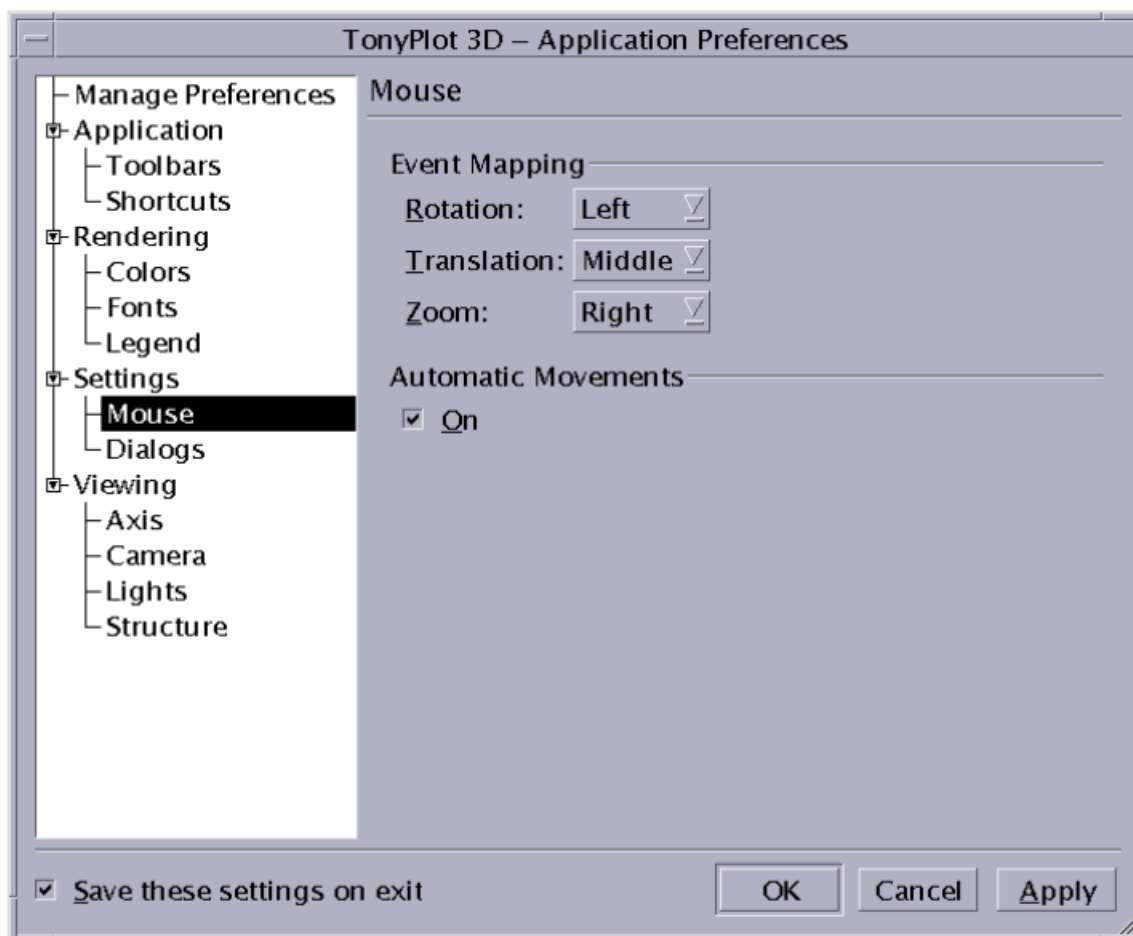 TonyPlot 3D – Application Preferences
Manage Preferences
Application
Toolbars
Shortcuts
Rendering
Colors
Fonts
Legend
Settings
Mouse
Dialogs
Viewing
Axis
Camera
Lights
Structure
Mouse
Event Mapping
Rotation: Left
Translation: Middle
Zoom: Right
Automatic Movements
On
Save these settings on exit
OK Cancel Apply